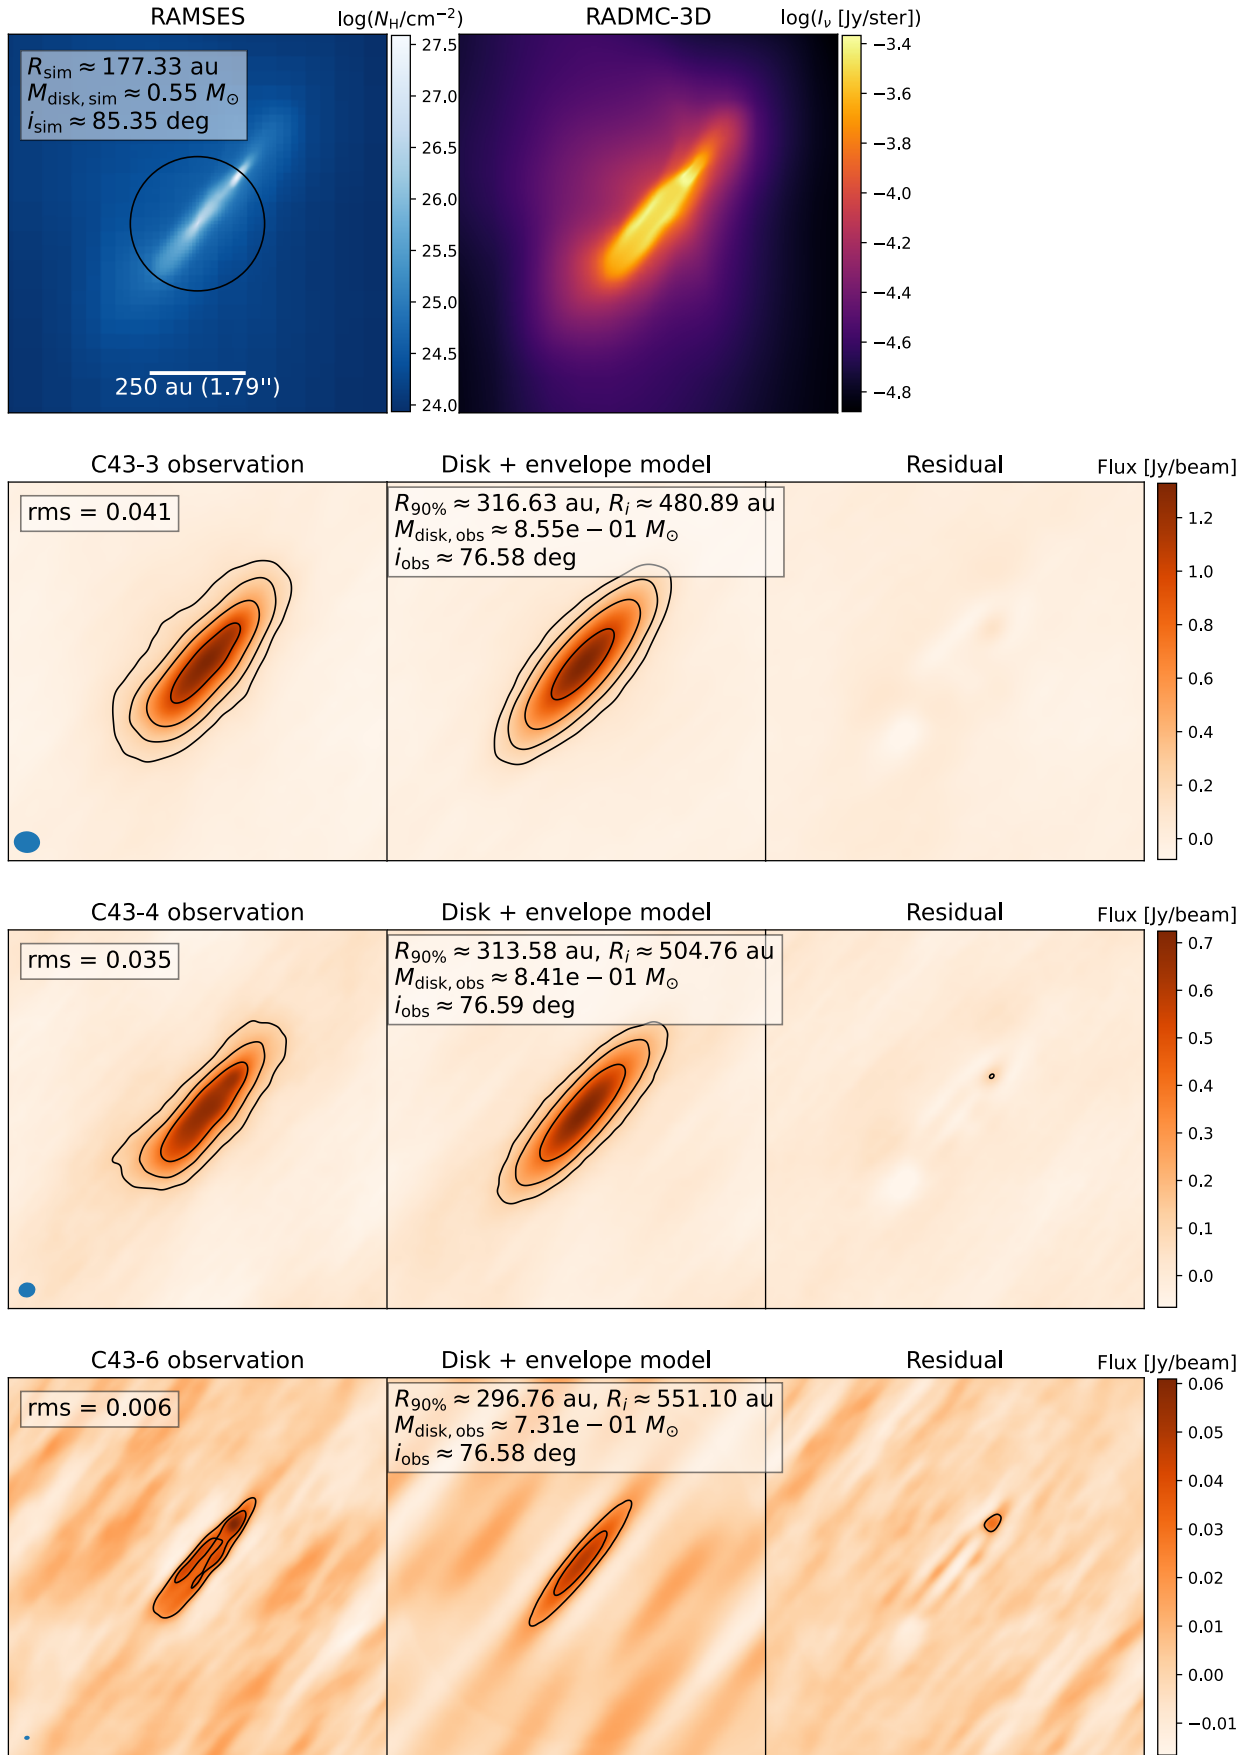 RAMSES
log(N_H/cm⁻²)
RADMC-3D
log(I_ν [Jy/ster])
R_sim ≈ 177.33 au
M_disk, sim ≈ 0.55 M_⊙
i_sim ≈ 85.35 deg
250 au (1.79'')
27.5
27.0
26.5
26.0
25.5
25.0
24.5
24.0
−3.4
−3.6
−3.8
−4.0
−4.2
−4.4
−4.6
−4.8
C43-3 observation
Disk + envelope model
Residual
Flux [Jy/beam]
rms = 0.041
R_90% ≈ 316.63 au, R_i ≈ 480.89 au
M_disk, obs ≈ 8.55e − 01 M_⊙
i_obs ≈ 76.58 deg
1.2
1.0
0.8
0.6
0.4
0.2
0.0
C43-4 observation
Disk + envelope model
Residual
Flux [Jy/beam]
rms = 0.035
R_90% ≈ 313.58 au, R_i ≈ 504.76 au
M_disk, obs ≈ 8.41e − 01 M_⊙
i_obs ≈ 76.59 deg
0.7
0.6
0.5
0.4
0.3
0.2
0.1
0.0
C43-6 observation
Disk + envelope model
Residual
Flux [Jy/beam]
rms = 0.006
R_90% ≈ 296.76 au, R_i ≈ 551.10 au
M_disk, obs ≈ 7.31e − 01 M_⊙
i_obs ≈ 76.58 deg
0.06
0.05
0.04
0.03
0.02
0.01
0.00
−0.01